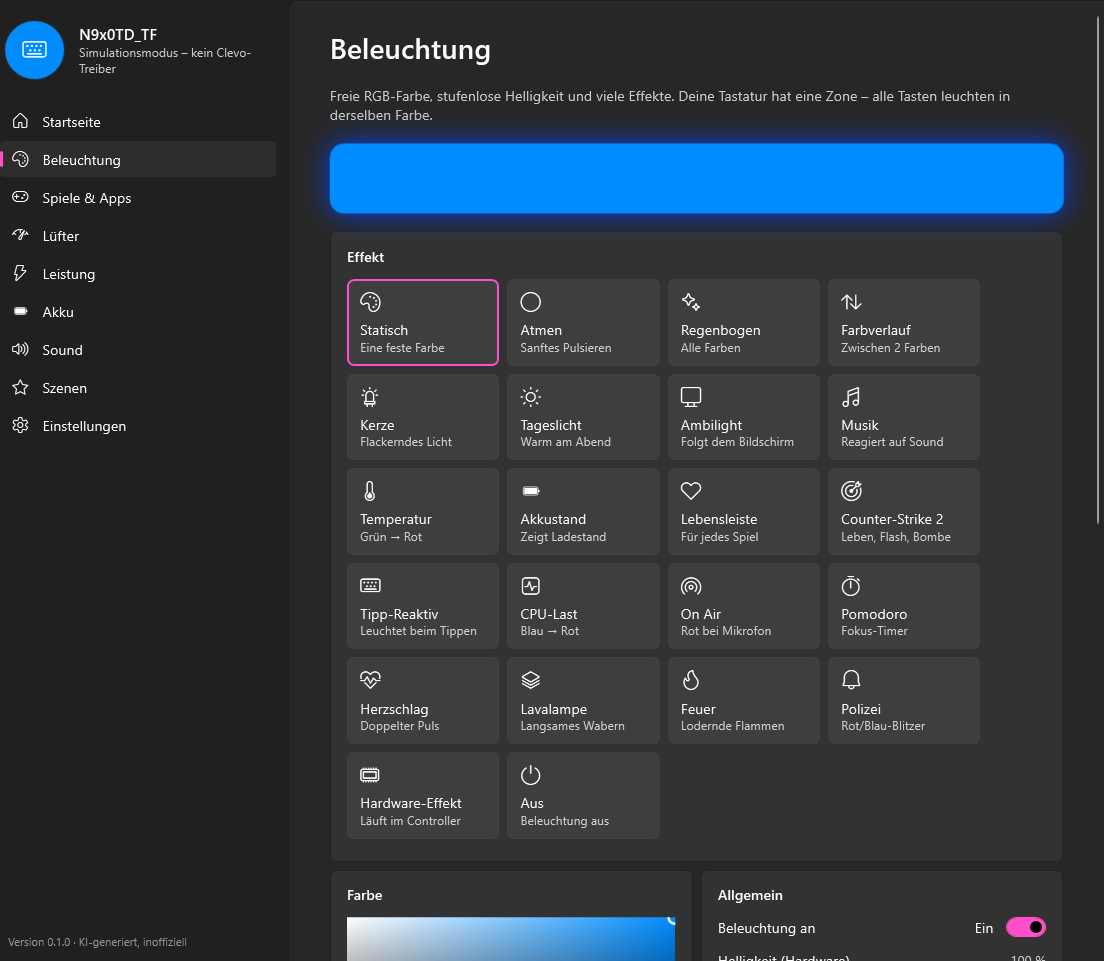 N9x0TD_TF
Simulationsmodus – kein Clevo-
Treiber
Startseite
Beleuchtung
Spiele & Apps
Lüfter
Leistung
Akku
Sound
Szenen
Einstellungen
Version 0.1.0 · KI-generiert, inoffiziell
Beleuchtung
Freie RGB-Farbe, stufenlose Helligkeit und viele Effekte. Deine Tastatur hat eine Zone – alle Tasten leuchten in
derselben Farbe.
Effekt
Statisch
Eine feste Farbe
Atmen
Sanftes Pulsieren
Regenbogen
Alle Farben
Farbverlauf
Zwischen 2 Farben
Kerze
Flackerndes Licht
Tageslicht
Warm am Abend
Ambilight
Folgt dem Bildschirm
Musik
Reagiert auf Sound
Temperatur
Grün → Rot
Akkustand
Zeigt Ladestand
Lebensleiste
Für jedes Spiel
Counter-Strike 2
Leben, Flash, Bombe
Tipp-Reaktiv
Leuchtet beim Tippen
CPU-Last
Blau → Rot
On Air
Rot bei Mikrofon
Pomodoro
Fokus-Timer
Herzschlag
Doppelter Puls
Lavalampe
Langsames Wabern
Feuer
Lodernde Flammen
Polizei
Rot/Blau-Blitzer
Hardware-Effekt
Läuft im Controller
Aus
Beleuchtung aus
Farbe
Allgemein
Beleuchtung an
Ein
Helligkeit (Hardware)
100 %